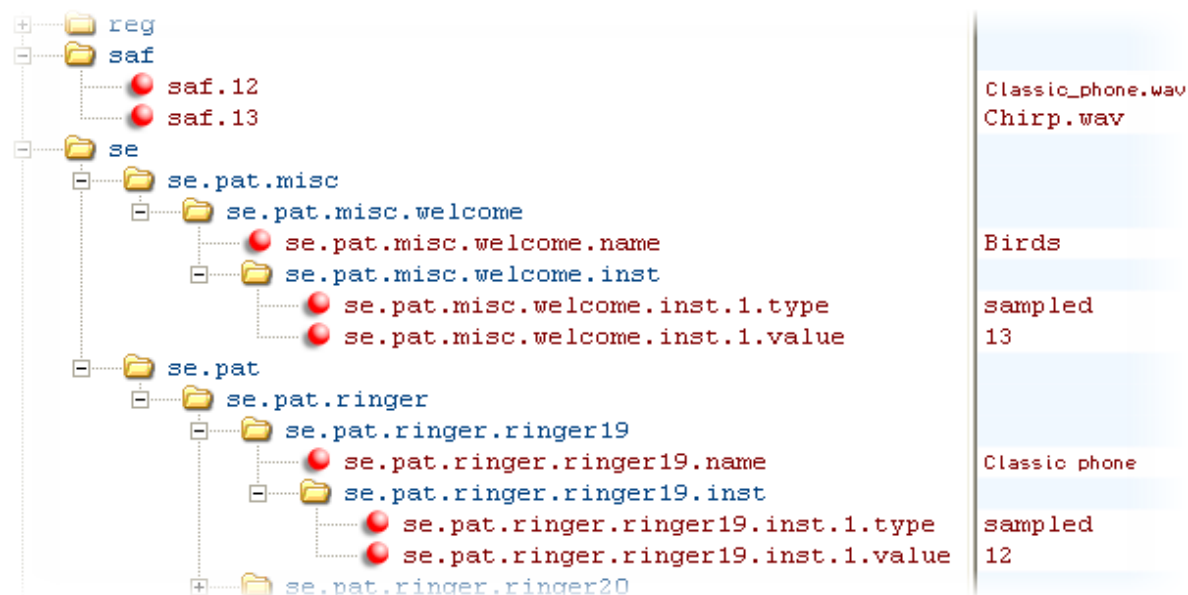 reg
saf
saf.12 Classic_phone.wav
saf.13 Chirp.wav
se
se.pat.misc
se.pat.misc.welcome
se.pat.misc.welcome.name Birds
se.pat.misc.welcome.inst
se.pat.misc.welcome.inst.1.type sampled
se.pat.misc.welcome.inst.1.value 13
se.pat
se.pat.ringer
se.pat.ringer.ringer19
se.pat.ringer.ringer19.name Classic phone
se.pat.ringer.ringer19.inst
se.pat.ringer.ringer19.inst.1.type sampled
se.pat.ringer.ringer19.inst.1.value 12
se.pat.ringer.ringer20